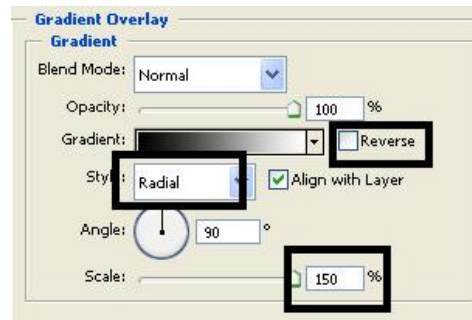 Gradient Overlay
Gradient
Blend Mode: Normal
Opacity: 100 %
Gradient: Reverse
Style: Radial Align with Layer
Angle: 90 °
Scale: 150 %